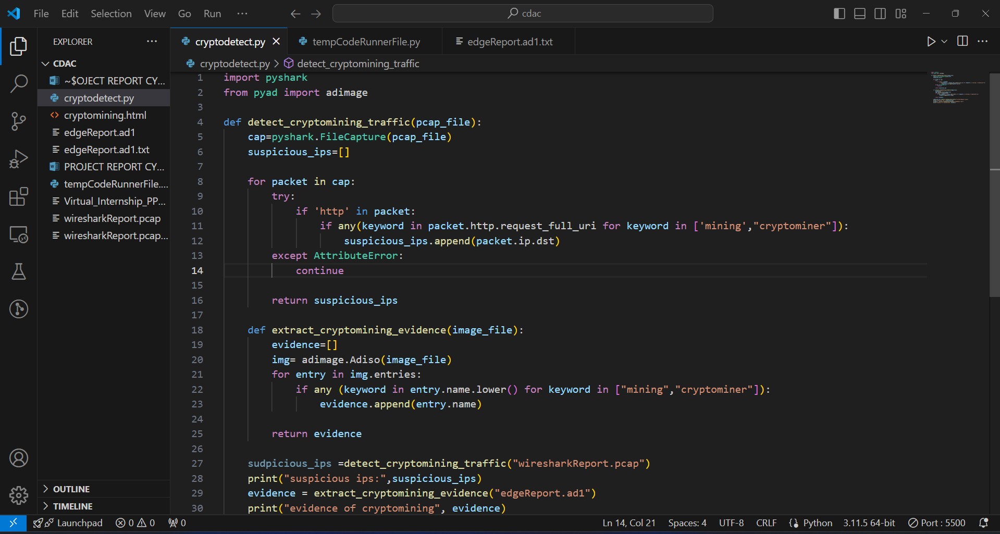 File Edit Selection View Go Run ··· cdac
EXPLORER ···
CDAC
~$OJECT REPORT CY...
cryptodetect.py
cryptomining.html
edgeReport.ad1
edgeReport.ad1.txt
PROJECT REPORT CY...
tempCodeRunnerFile....
Virtual_Internship_PP...
wiresharkReport.pcap
wiresharkReport.pcap...
OUTLINE
TIMELINE
cryptodetect.py tempCodeRunnerFile.py edgeReport.ad1.txt
cryptodetect.py > detect_cryptomining_traffic
1 import pyshark
2 from pyad import adimage
3
4 def detect_cryptomining_traffic(pcap_file):
5 cap=pyshark.FileCapture(pcap_file)
6 suspicious_ips=[]
7
8 for packet in cap:
9 try:
10 if 'http' in packet:
11 if any(keyword in packet.http.request_full_uri for keyword in ['mining',"cryptominer"]):
12 suspicious_ips.append(packet.ip.dst)
13 except AttributeError:
14 continue
15
16 return suspicious_ips
17
18 def extract_cryptomining_evidence(image_file):
19 evidence=[]
20 img= adimage.Adiso(image_file)
21 for entry in img.entries:
22 if any (keyword in entry.name.lower() for keyword in ["mining","cryptominer"]):
23 evidence.append(entry.name)
24
25 return evidence
26
27 sudpicious_ips =detect_cryptomining_traffic("wiresharkReport.pcap")
28 print("suspicious ips:",suspicious_ips)
29 evidence = extract_cryptomining_evidence("edgeReport.ad1")
30 print("evidence of cryptomining", evidence)
Launchpad 0 0 0 Ln 14, Col 21 Spaces: 4 UTF-8 CRLF Python 3.11.5 64-bit Port : 5500